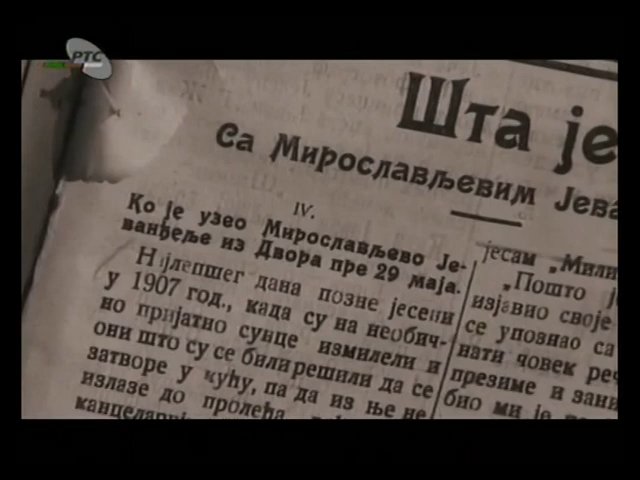 РТС
Шта је
Са Мирослављевим Јева
IV.
Ко је узео Мирослављево Је-
ванђеље из Двора пре 29 маја.
Најлепшег дана позне јесени
у 1907 год., када су на необич-
но пријатно сунце измилели и
они што су се били решили да се
затворе у кућу, па да из ње не
излазе до пролећа,
јесам „Мили
„Пошто ј
изјавио своје
се упознао са
нати човек реч
презиме и зани
био ми је